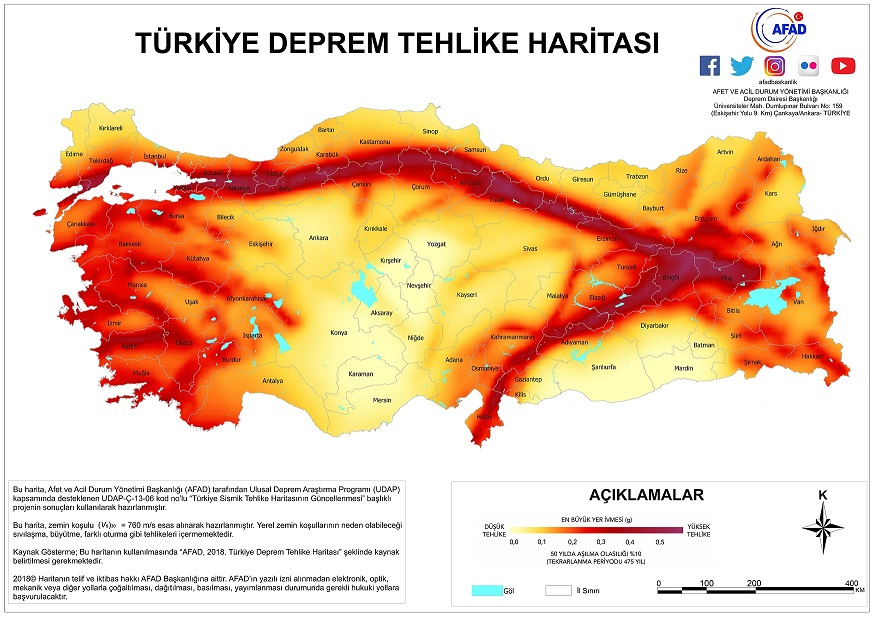 TÜRKİYE DEPREM TEHLİKE HARİTASI
AFAD
afadbaskanlik
AFET VE ACİL DURUM YÖNETİMİ BAŞKANLIĞI
Deprem Dairesi Başkanlığı
Üniversiteler Mah. Dumlupınar Bulvarı No: 159
(Eskişehir Yolu 9. Km) Çankaya/Ankara- TÜRKİYE
Kırklareli
Edirne
Tekirdağ
İstanbul
Zonguldak
Bartın
Karabük
Kastamonu
Sinop
Samsun
Ordu
Giresun
Trabzon
Rize
Artvin
Ardahan
Kars
Iğdır
Ağrı
Gümüşhane
Bayburt
Erzurum
Erzincan
Çankırı
Çorum
Çanakkale
Bursa
Bilecik
Balıkesir
Kütahya
Eskişehir
Ankara
Kırıkkale
Yozgat
Sivas
Kırşehir
Nevşehir
Kayseri
Tunceli
Bingöl
Muş
Malatya
Elazığ
Manisa
Uşak
Afyonkarahisar
Aksaray
Konya
Niğde
Bitlis
Van
Diyarbakır
Siirt
Batman
Hakkari
Şırnak
Mardin
İzmir
Aydın
Denizli
Isparta
Burdur
Muğla
Antalya
Karaman
Mersin
Adana
Kahramanmaraş
Adıyaman
Osmaniye
Gaziantep
Kilis
Şanlıurfa
Hatay
Bu harita, Afet ve Acil Durum Yönetimi Başkanlığı (AFAD) tarafından Ulusal Deprem Araştırma Programı (UDAP)
kapsamında desteklenen UDAP-Ç-13-06 kod no'lu "Türkiye Sismik Tehlike Haritasının Güncellenmesi" başlıklı
projenin sonuçları kullanılarak hazırlanmıştır.
Bu harita, zemin koşulu (Vs)30 = 760 m/s esas alınarak hazırlanmıştır. Yerel zemin koşullarının neden olabileceği
sıvılaşma, büyütme, farklı oturma gibi tehlikeleri içermemektedir.
Kaynak Gösterme; Bu haritanın kullanılmasında "AFAD, 2018. Türkiye Deprem Tehlike Haritası" şeklinde kaynak
belirtilmesi gerekmektedir.
2018© Haritanın telif ve iktibas hakkı AFAD Başkanlığına aittir. AFAD'ın yazılı izni alınmadan elektronik, optik,
mekanik veya diğer yollarla çoğaltılması, dağıtılması, basılması, yayımlanması durumunda gerekli hukuki yollara
başvurulacaktır.
AÇIKLAMALAR
K
EN BÜYÜK YER İVMESİ (g)
DÜŞÜK TEHLİKE
YÜKSEK TEHLİKE
0,0 0,1 0,2 0,3 0,4 0,5 0,6
50 YILDA AŞILMA OLASILIĞI %10
(TEKRARLANMA PERİYODU 475 YIL)
Göl
İl Sınırı
0 100 200 400
KM